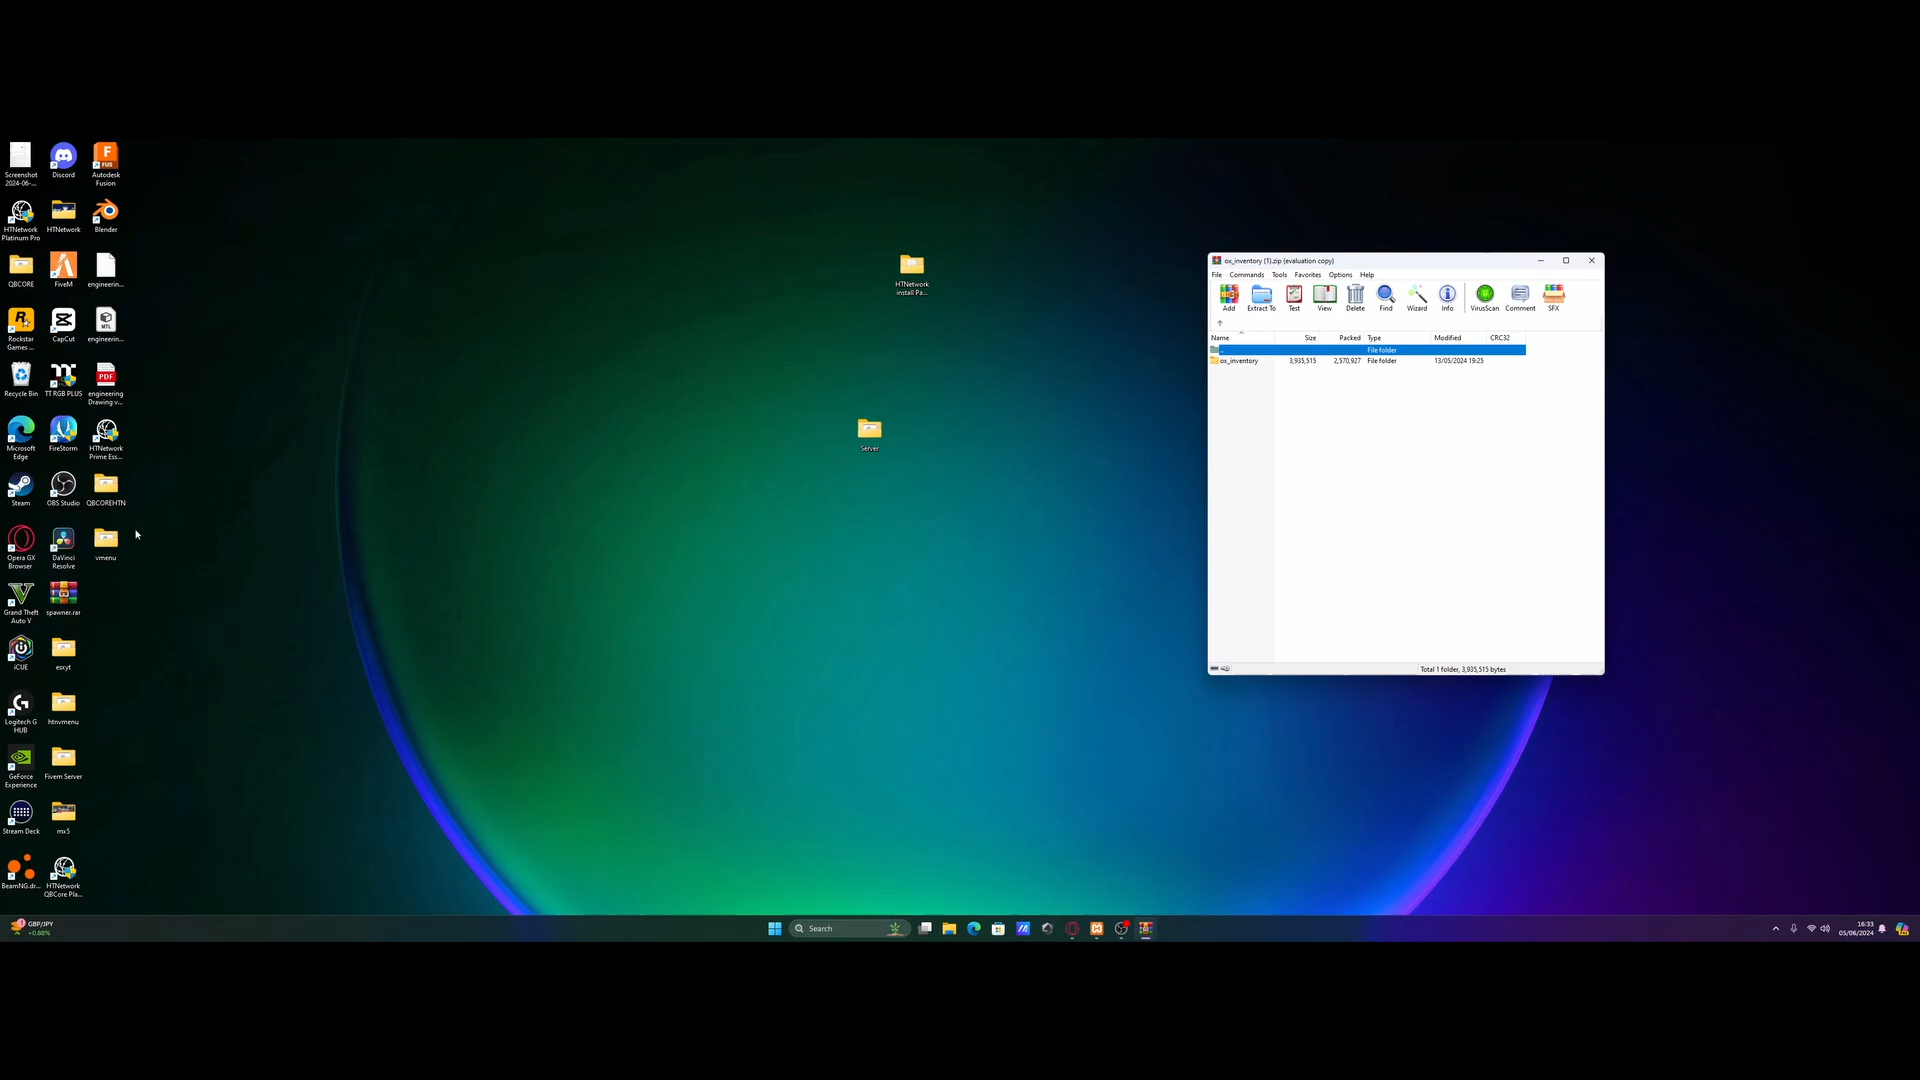 Screenshot
2024-06-...
Discord
Autodesk
Fusion
HTNetwork
Platinum Pro
HTNetwork
Blender
QBCORE
FiveM
engineerin...
Rockstar
Games ...
CapCut
engineerin...
Recycle Bin
TT RGB PLUS
engineering
Drawing v...
Microsoft
Edge
FireStorm
HTNetwork
Prime Ess...
Steam
OBS Studio
QBCOREHTN
Opera GX
Browser
DaVinci
Resolve
vmenu
Grand Theft
Auto V
spawner.rar
iCUE
esxyt
Logitech G
HUB
htnvmenu
GeForce
Experience
Fivem Server
Stream Deck
mx5
BeamNG.dr...
HTNetwork
QBCore Pla...
HTNetwork
install Pa...
Server
ox_inventory (1).zip (evaluation copy)
File Commands Tools Favorites Options Help
Add Extract To Test View Delete Find Wizard Info VirusScan Comment SFX
Name Size Packed Type Modified CRC32
.. File folder
ox_inventory 3,935,515 2,570,927 File folder 13/05/2024 19:25
Total 1 folder, 3,935,515 bytes
GBP/JPY
+0.88%
Search
16:33
05/06/2024